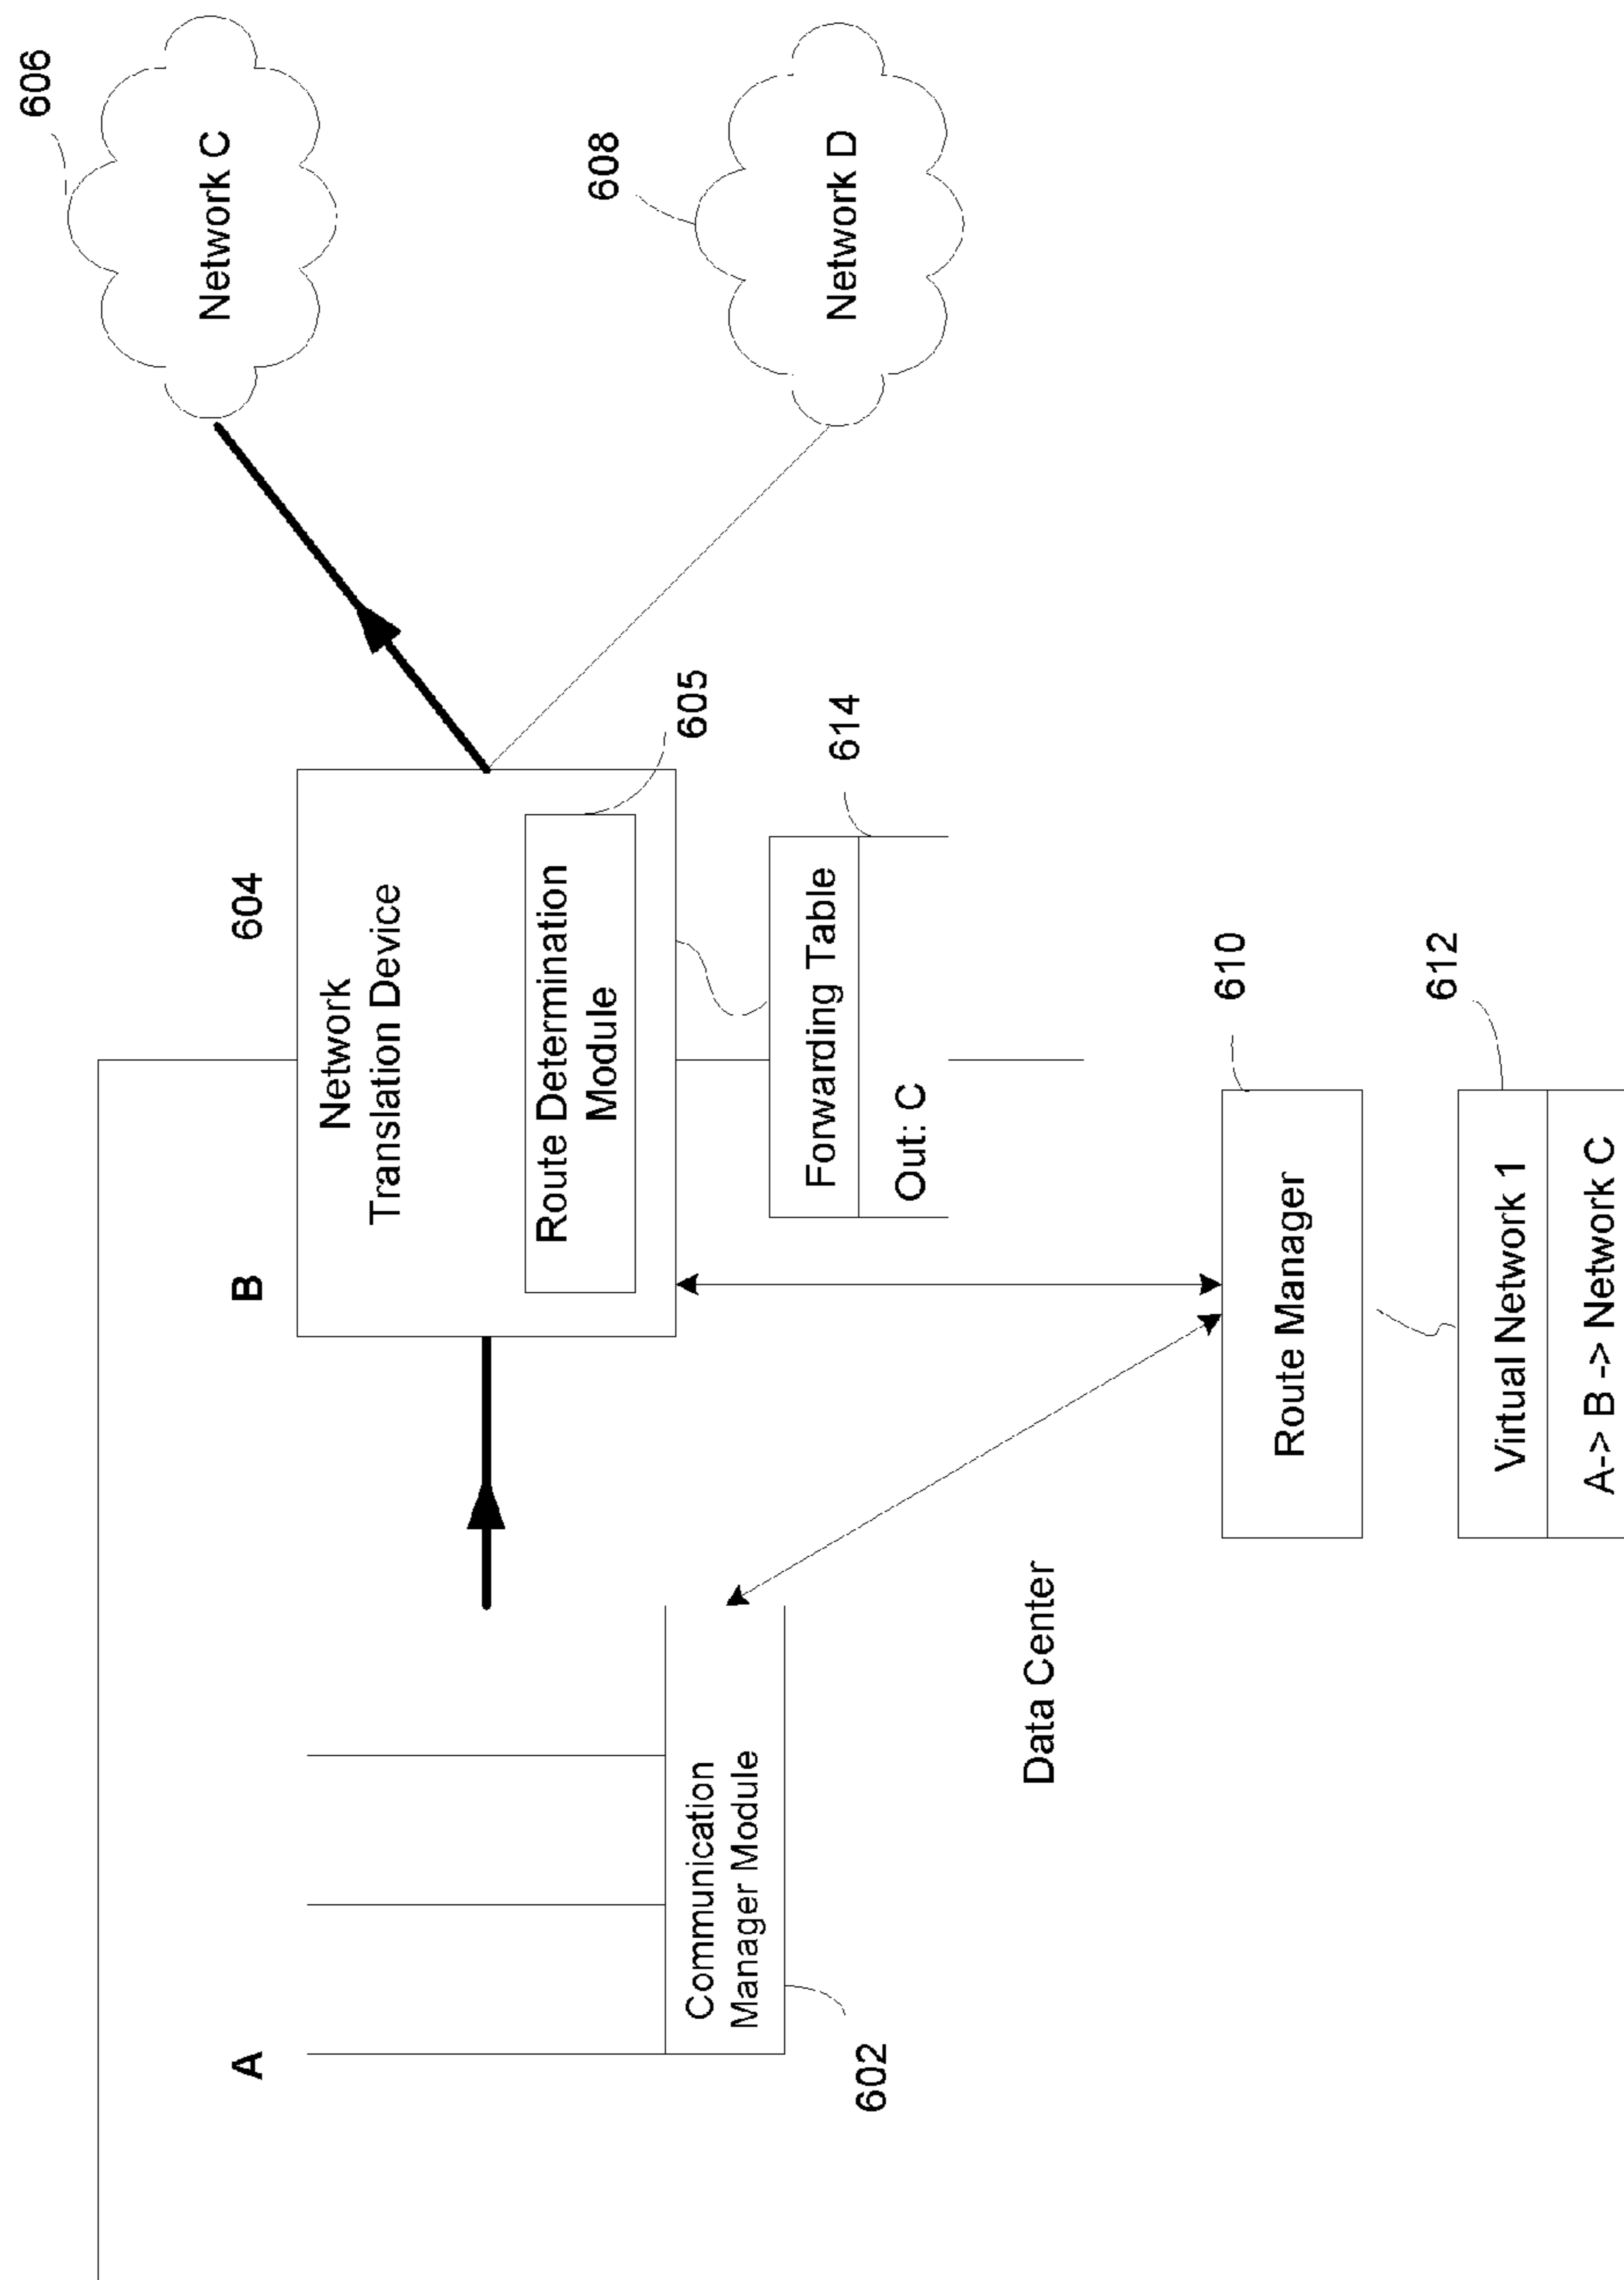 606
Network C
608
Network D
604
Network
Translation Device
605
Route Determination
Module
614
Forwarding Table
Out: C
B
A
Communication
Manager Module
602
Data Center
610
Route Manager
612
Virtual Network 1
A-> B -> Network C